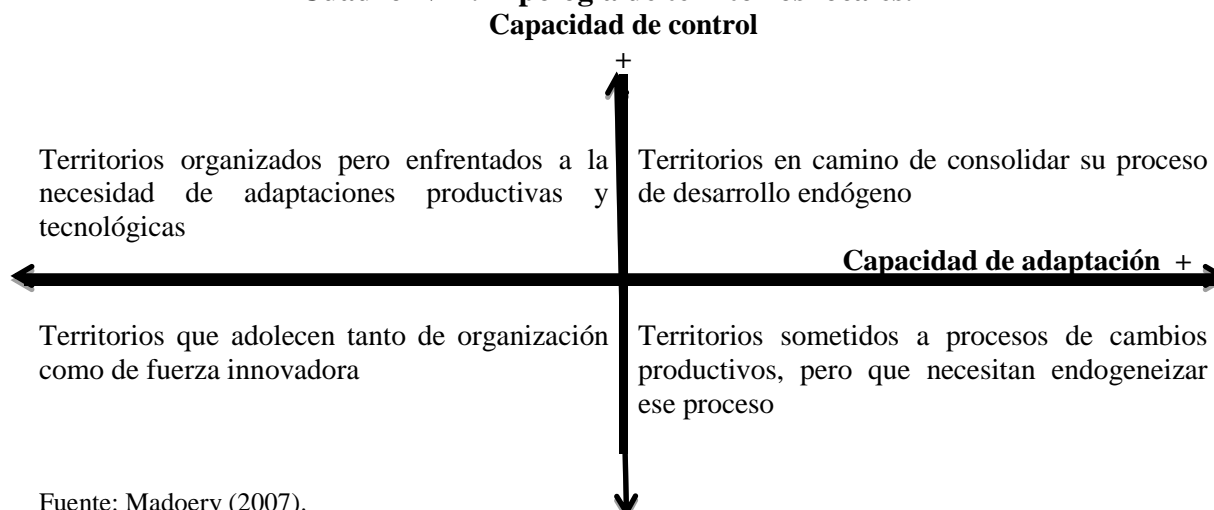 Capacidad de control
+
Territorios organizados pero enfrentados a la
necesidad de adaptaciones productivas y
tecnológicas
Territorios en camino de consolidar su proceso
de desarrollo endógeno
Capacidad de adaptación +
Territorios que adolecen tanto de organización
como de fuerza innovadora
Territorios sometidos a procesos de cambios
productivos, pero que necesitan endogeneizar
ese proceso
Fuente: Madoery (2007).